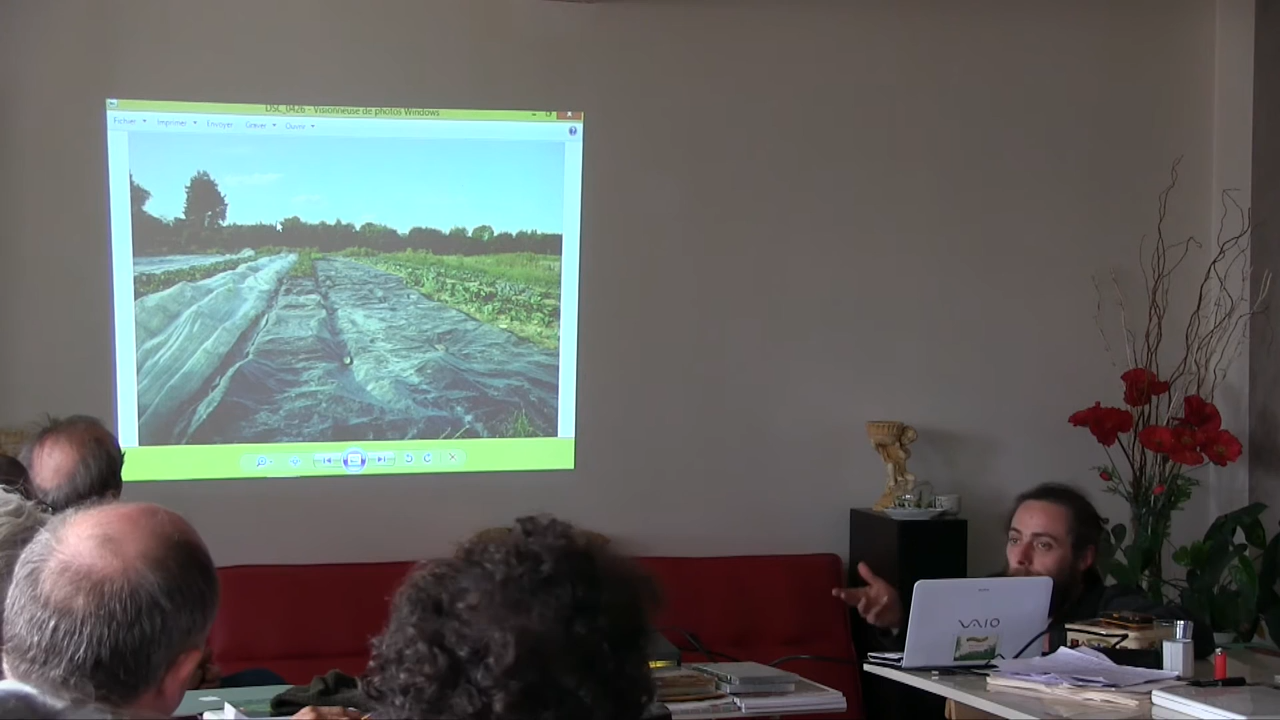 DSC_0426 - Visionneuse de photos Windows
Fichier Imprimer Envoyer Graver Ouvrir
VAIO